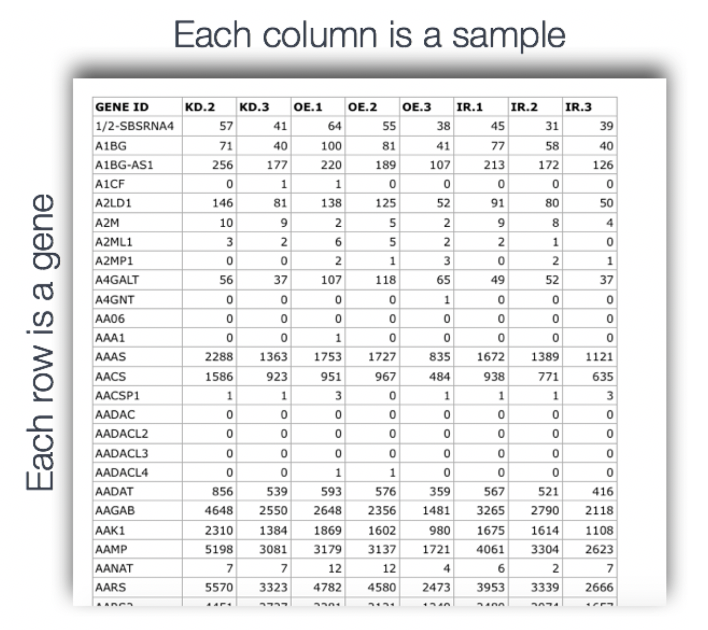 Each column is a sample
Each row is a gene
GENE ID KD.2 KD.3 OE.1 OE.2 OE.3 IR.1 IR.2 IR.3
1/2-SBSRNA4 57 41 64 55 38 45 31 39
A1BG 71 40 100 81 41 77 58 40
A1BG-AS1 256 177 220 189 107 213 172 126
A1CF 0 1 1 0 0 0 0 0
A2LD1 146 81 138 125 52 91 80 50
A2M 10 9 2 5 2 9 8 4
A2ML1 3 2 6 5 2 2 1 0
A2MP1 0 0 2 1 3 0 2 1
A4GALT 56 37 107 118 65 49 52 37
A4GNT 0 0 0 0 1 0 0 0
AA06 0 0 0 0 0 0 0 0
AAA1 0 0 1 0 0 0 0 0
AAAS 2288 1363 1753 1727 835 1672 1389 1121
AACS 1586 923 951 967 484 938 771 635
AACSP1 1 1 3 0 1 1 1 3
AADAC 0 0 0 0 0 0 0 0
AADACL2 0 0 0 0 0 0 0 0
AADACL3 0 0 0 0 0 0 0 0
AADACL4 0 0 1 1 0 0 0 0
AADAT 856 539 593 576 359 567 521 416
AAGAB 4648 2550 2648 2356 1481 3265 2790 2118
AAK1 2310 1384 1869 1602 980 1675 1614 1108
AAMP 5198 3081 3179 3137 1721 4061 3304 2623
AANAT 7 7 12 12 4 6 2 7
AARS 5570 3323 4782 4580 2473 3953 3339 2666